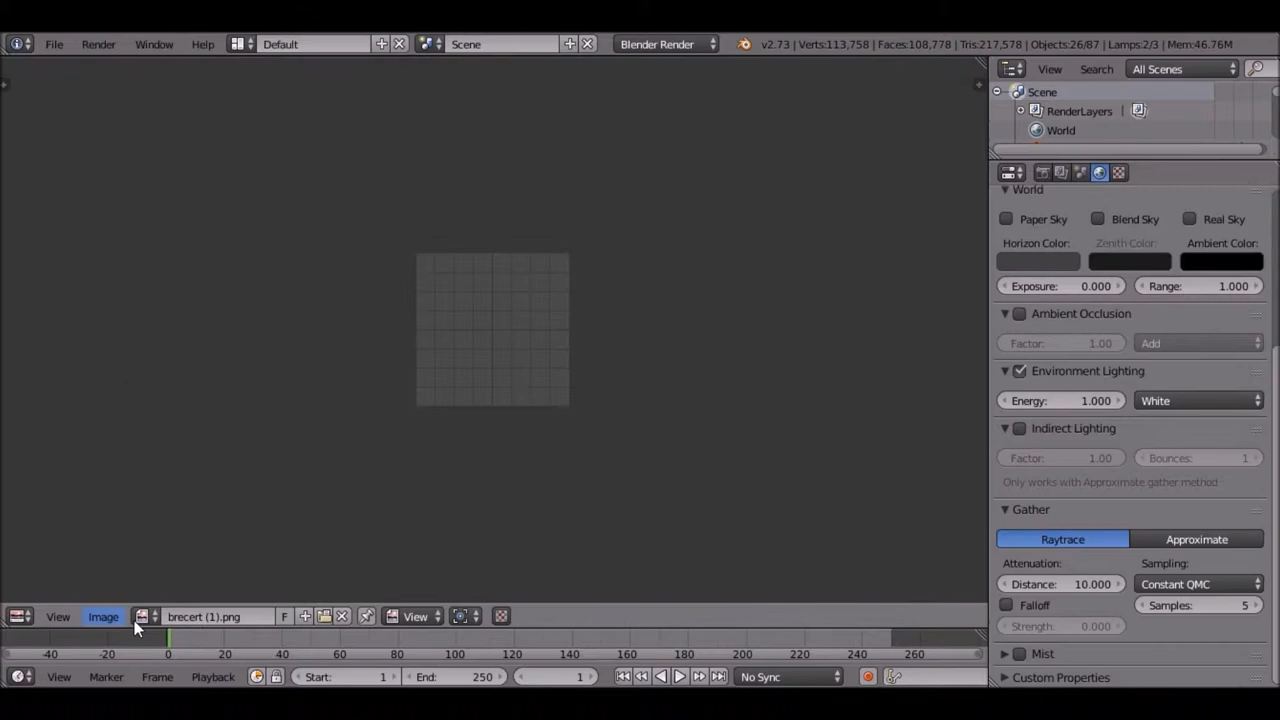 File Render Window Help Default Scene Blender Render v2.73 | Verts:113,758 | Faces:108,778 | Tris:217,578 | Objects:26/87 | Lamps:2/3 | Mem:46.76M
View Search All Scenes
Scene
RenderLayers |
World
World
Paper Sky Blend Sky Real Sky
Horizon Color: Zenith Color: Ambient Color:
Exposure: 0.000 Range: 1.000
Ambient Occlusion
Factor: 1.00 Add
Environment Lighting
Energy: 1.000 White
Indirect Lighting
Factor: 1.00 Bounces: 1
Only works with Approximate gather method
Gather
Raytrace Approximate
Attenuation: Sampling:
Distance: 10.000 Constant QMC
Falloff Samples: 5
Strength: 0.000
Mist
Custom Properties
View Image brecert (1).png F View
-40 -20 0 20 40 60 80 100 120 140 160 180 200 220 240 260
View Marker Frame Playback Start: 1 End: 250 1 No Sync